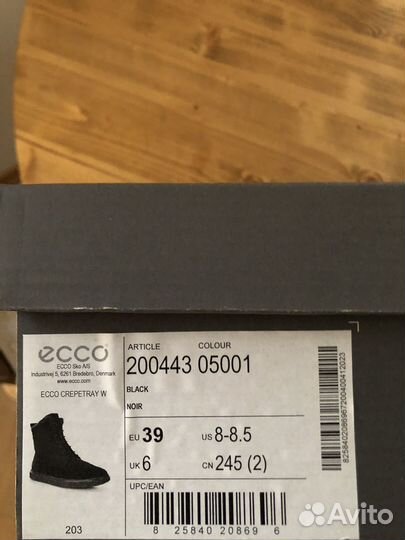 ecco
ECCO Sko A/S
Industrivej 5, 6261 Bredebro, Denmark
www.ecco.com
ECCO CREPETRAY W
203
ARTICLE COLOUR
200443 05001
BLACK
NOIR
EU 39 US 8-8.5
UK 6 CN 245 (2)
UPC/EAN
8 25840 20869 6
8258402086967200400412023
Avito